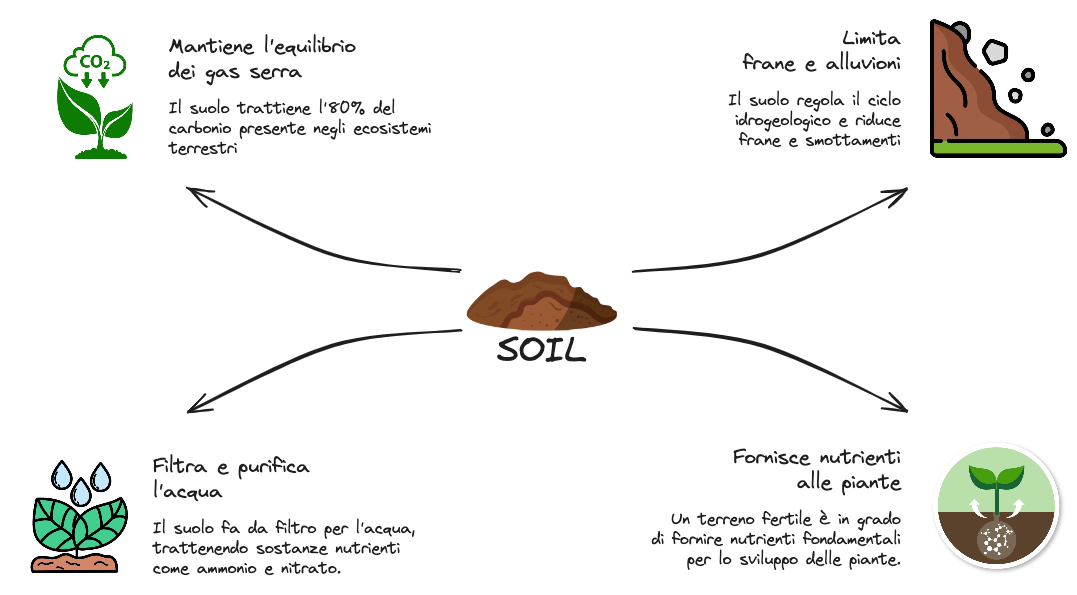 CO₂
Mantiene l'equilibrio
dei gas serra
Il suolo trattiene l'80% del
carbonio presente negli ecosistemi
terrestri
Limita
frane e alluvioni
Il suolo regola il ciclo
idrogeologico e riduce
frane e smottamenti
SOIL
Filtra e purifica
l'acqua
Il suolo fa da filtro per l'acqua,
trattenendo sostanze nutrienti
come ammonio e nitrato.
Fornisce nutrienti
alle piante
Un terreno fertile è in grado
di fornire nutrienti fondamentali
per lo sviluppo delle piante.